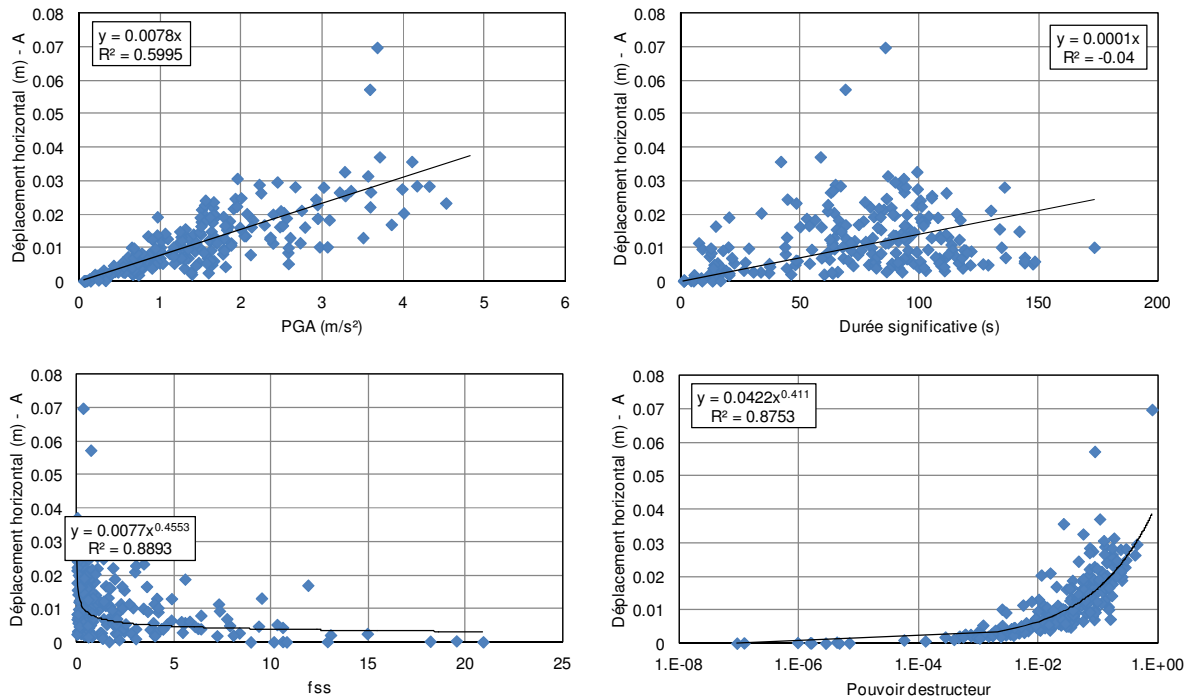 0.08
0.07
0.06
0.05
0.04
0.03
0.02
0.01
0
Déplacement horizontal (m) - A
y = 0.0078x
R² = 0.5995
0 1 2 3 4 5 6
PGA (m/s²)
0.08
0.07
0.06
0.05
0.04
0.03
0.02
0.01
0
Déplacement horizontal (m) - A
y = 0.0001x
R² = -0.04
0 50 100 150 200
Durée significative (s)
0.08
0.07
0.06
0.05
0.04
0.03
0.02
0.01
0
Déplacement horizontal (m) - A
y = 0.0077x^0.4553
R² = 0.8893
0 5 10 15 20 25
fss
0.08
0.07
0.06
0.05
0.04
0.03
0.02
0.01
0
Déplacement horizontal (m) - A
y = 0.0422x^0.411
R² = 0.8753
1.E-08 1.E-06 1.E-04 1.E-02 1.E+00
Pouvoir destructeur